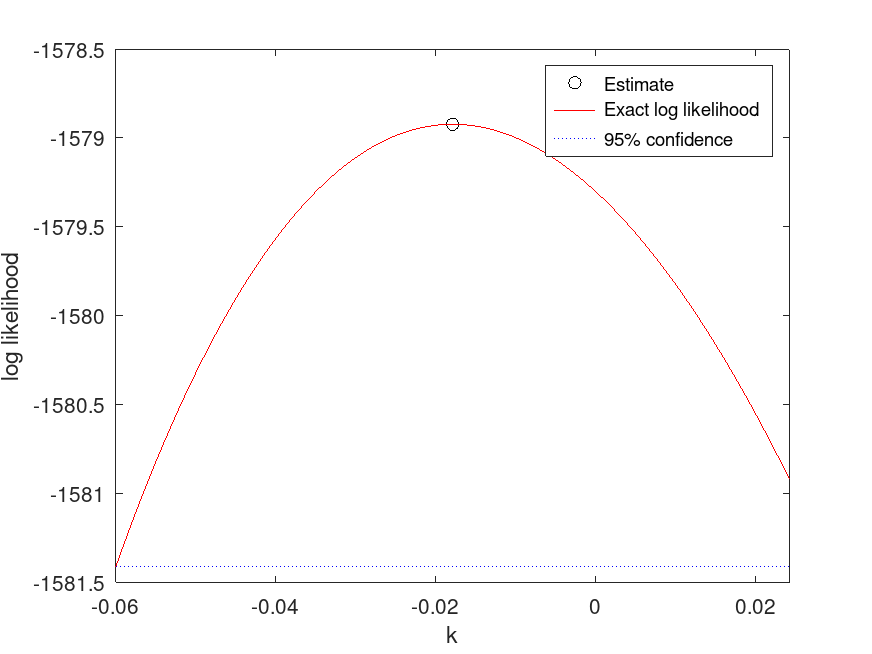 -1578.5
-1579
-1579.5
-1580
-1580.5
-1581
-1581.5
log likelihood
Estimate
Exact log likelihood
95% confidence
-0.06
-0.04
-0.02
0
0.02
k